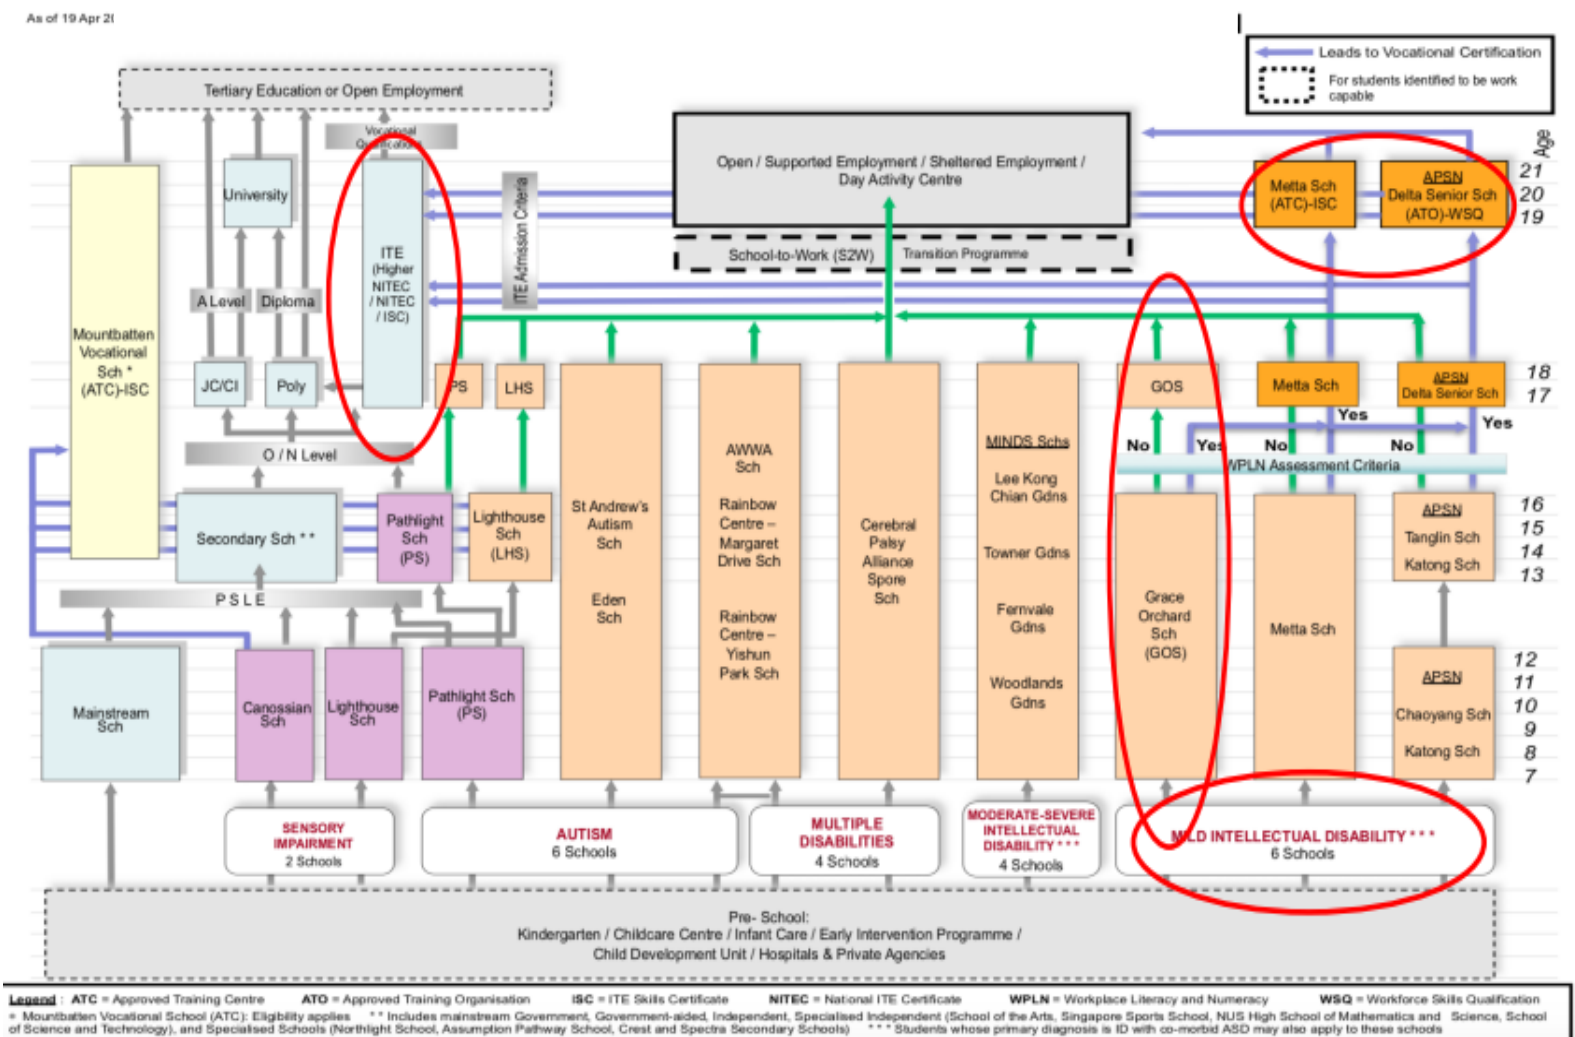 As of 19 Apr
Leads to Vocational Certification
For students identified to be work
capable
Tertiary Education or Open Employment
Vocational
Qualifications
Open / Supported Employment / Sheltered Employment /
Day Activity Centre
School-to-Work (S2W) Transition Programme
ITE Admission Criteria
Age
Metta Sch
(ATC)-ISC
APSN
Delta Senior Sch
(ATO)-WSQ
21
20
19
University
ITE
(Higher
NITEC
/ NITEC
/ ISC)
A Level
Diploma
Mountbatten
Vocational
Sch *
(ATC)-ISC
JC/CI
Poly
PS
LHS
GOS
Metta Sch
APSN
Delta Senior Sch
18
17
O / N Level
No
Yes
No
Yes
No
Yes
WPLN Assessment Criteria
Secondary Sch * *
Pathlight
Sch
(PS)
Lighthouse
Sch
(LHS)
St Andrew's
Autism
Sch
Eden
Sch
AWWA
Sch
Rainbow
Centre –
Margaret
Drive Sch
Rainbow
Centre –
Yishun
Park Sch
Cerebral
Palsy
Alliance
Spore
Sch
MINDS Schs
Lee Kong
Chian Gdns
Towner Gdns
Fernvale
Gdns
Woodlands
Gdns
Grace
Orchard
Sch
(GOS)
Metta Sch
APSN
Tanglin Sch
Katong Sch
16
15
14
13
P S L E
Mainstream
Sch
Canossian
Sch
Lighthouse
Sch
Pathlight Sch
(PS)
APSN
Chaoyang Sch
Katong Sch
12
11
10
9
8
7
SENSORY
IMPAIRMENT
2 Schools
AUTISM
6 Schools
MULTIPLE
DISABILITIES
4 Schools
MODERATE-SEVERE
INTELLECTUAL
DISABILITY * * *
4 Schools
MILD INTELLECTUAL DISABILITY * * *
6 Schools
Pre- School:
Kindergarten / Childcare Centre / Infant Care / Early Intervention Programme /
Child Development Unit / Hospitals & Private Agencies
Legend : ATC = Approved Training Centre ATO = Approved Training Organisation ISC = ITE Skills Certificate NITEC = National ITE Certificate WPLN = Workplace Literacy and Numeracy WSQ = Workforce Skills Qualification
* Mountbatten Vocational School (ATC): Eligibility applies * * Includes mainstream Government, Government-aided, Independent, Specialised Independent (School of the Arts, Singapore Sports School, NUS High School of Mathematics and Science, School
of Science and Technology), and Specialised Schools (Northlight School, Assumption Pathway School, Crest and Spectra Secondary Schools) * * * Students whose primary diagnosis is ID with co-morbid ASD may also apply to these schools